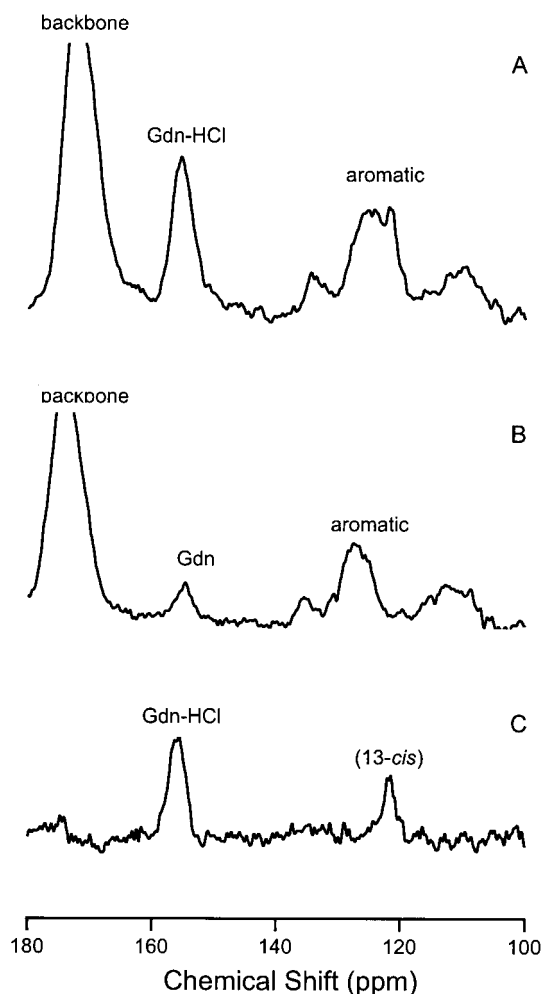 backbone
A
Gdn-HCl
aromatic
backbone
B
aromatic
Gdn
Gdn-HCl
C
(13-cis)
180 160 140 120 100
Chemical Shift (ppm)